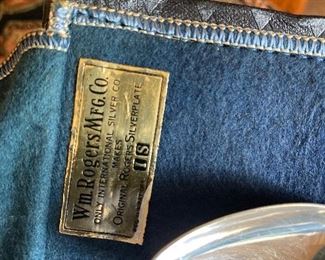 Wm. Rogers Mfg. Co.
ONLY INTERNATIONAL SILVER CO.
MAKES
ORIGINAL ROGERS SILVERPLATE
IS